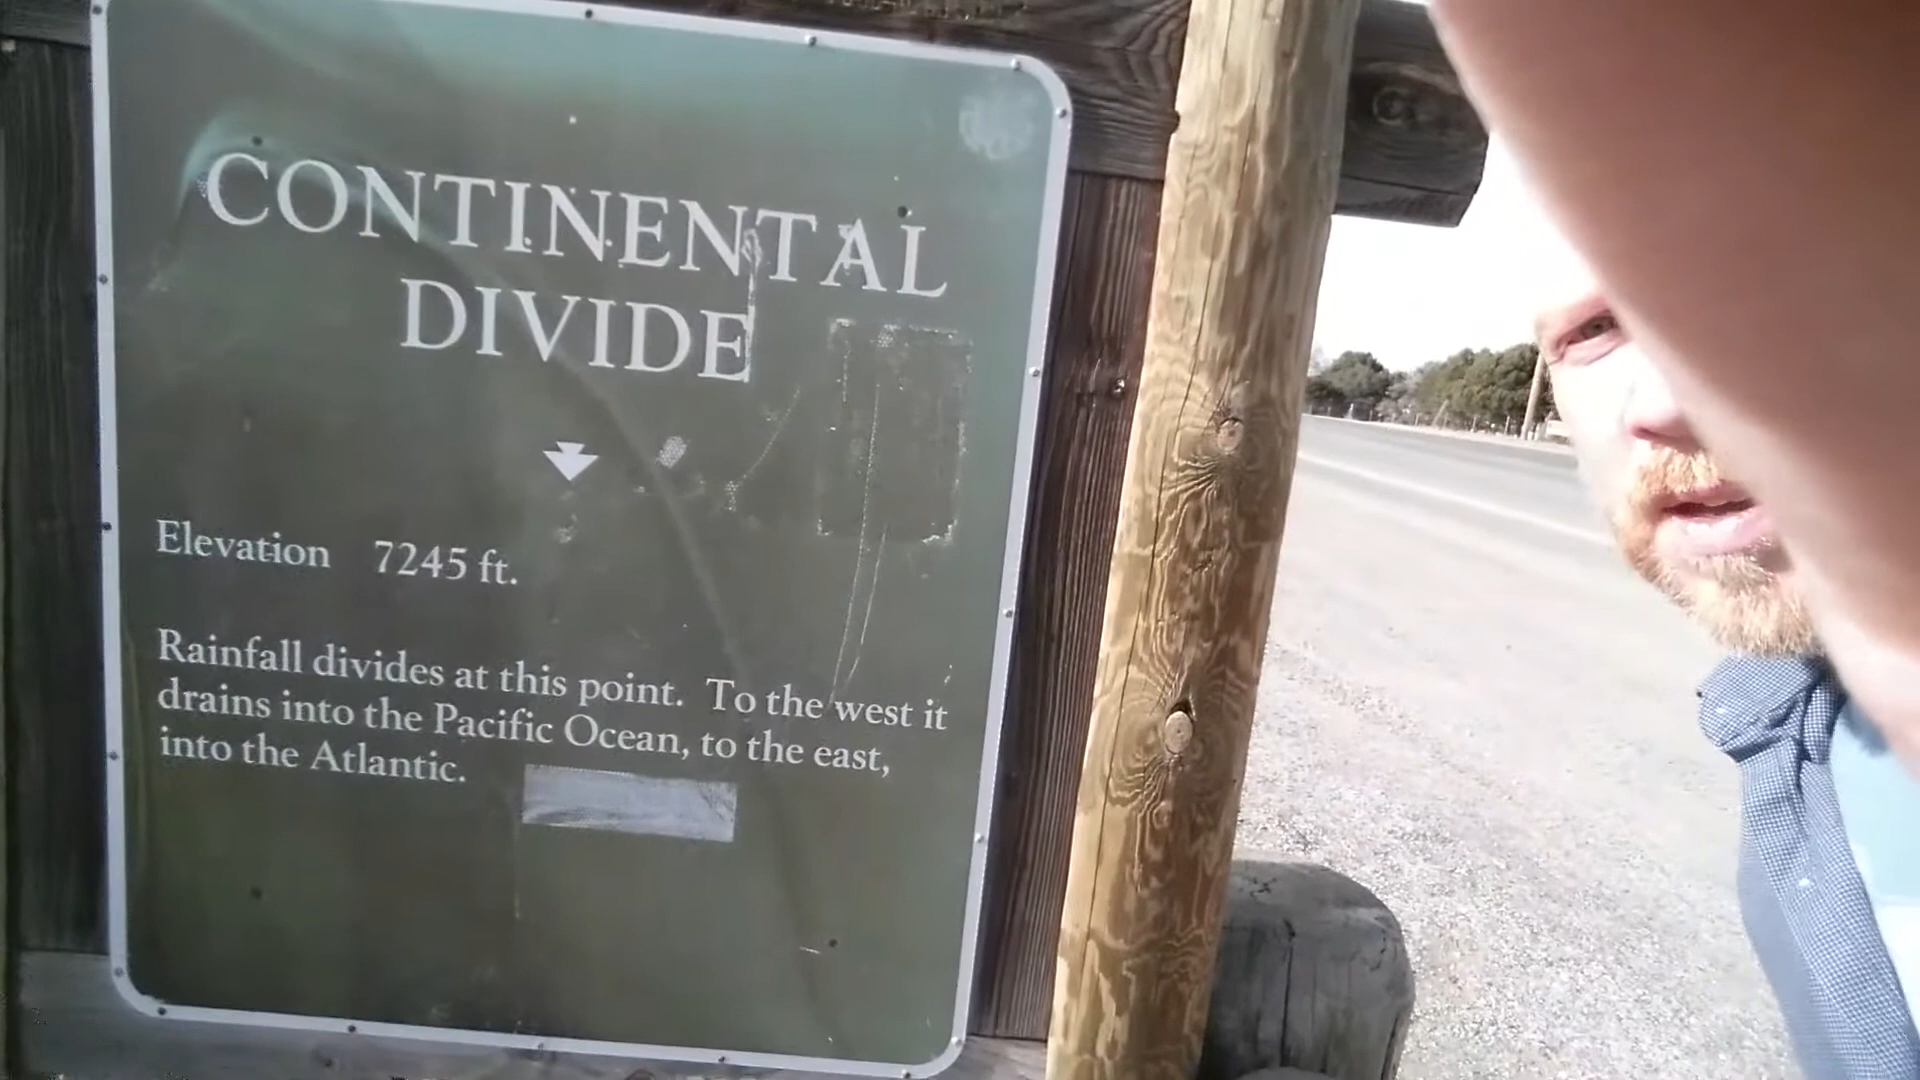 CONTINENTAL
DIVIDE
Elevation 7245 ft.
Rainfall divides at this point. To the west it
drains into the Pacific Ocean, to the east,
into the Atlantic.